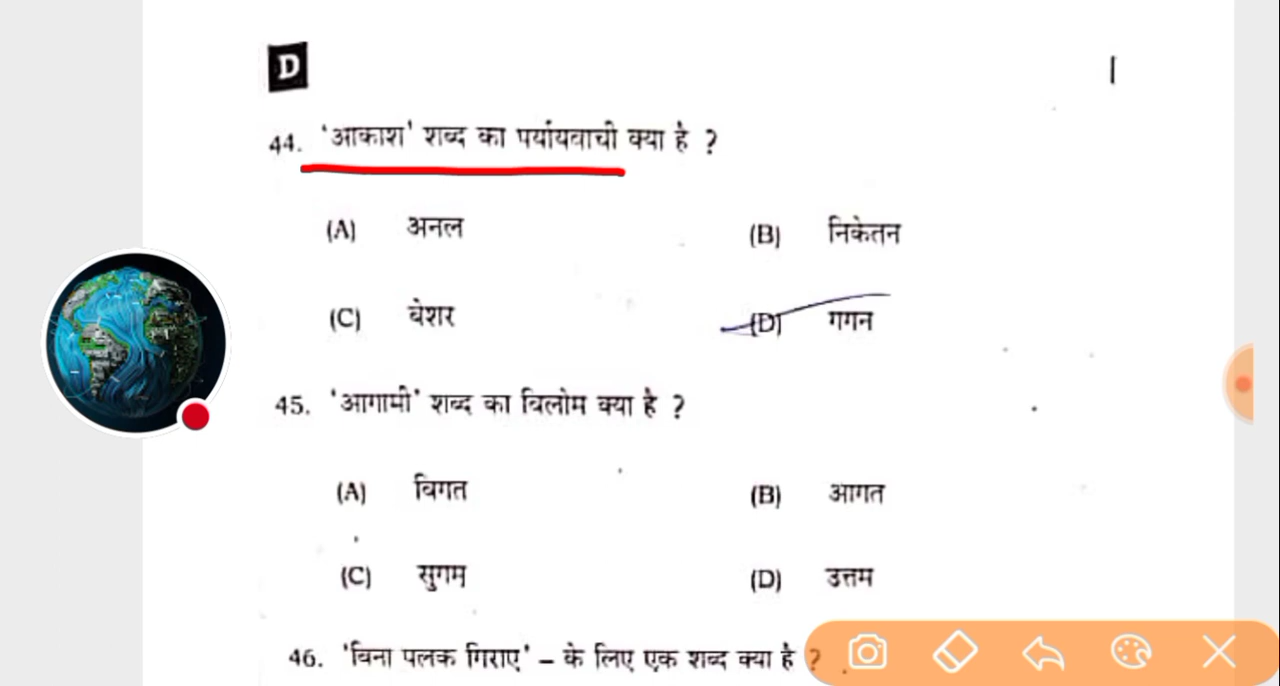 D
44. 'आकाश' शब्द का पर्यायवाची क्या है ?
(A) अनल (B) निकेतन
(C) बेशर (D) गगन
45. 'आगामी' शब्द का विलोम क्या है ?
(A) विगत (B) आगत
(C) सुगम (D) उत्तम
46. 'बिना पलक गिराए' – के लिए एक शब्द क्या है ?